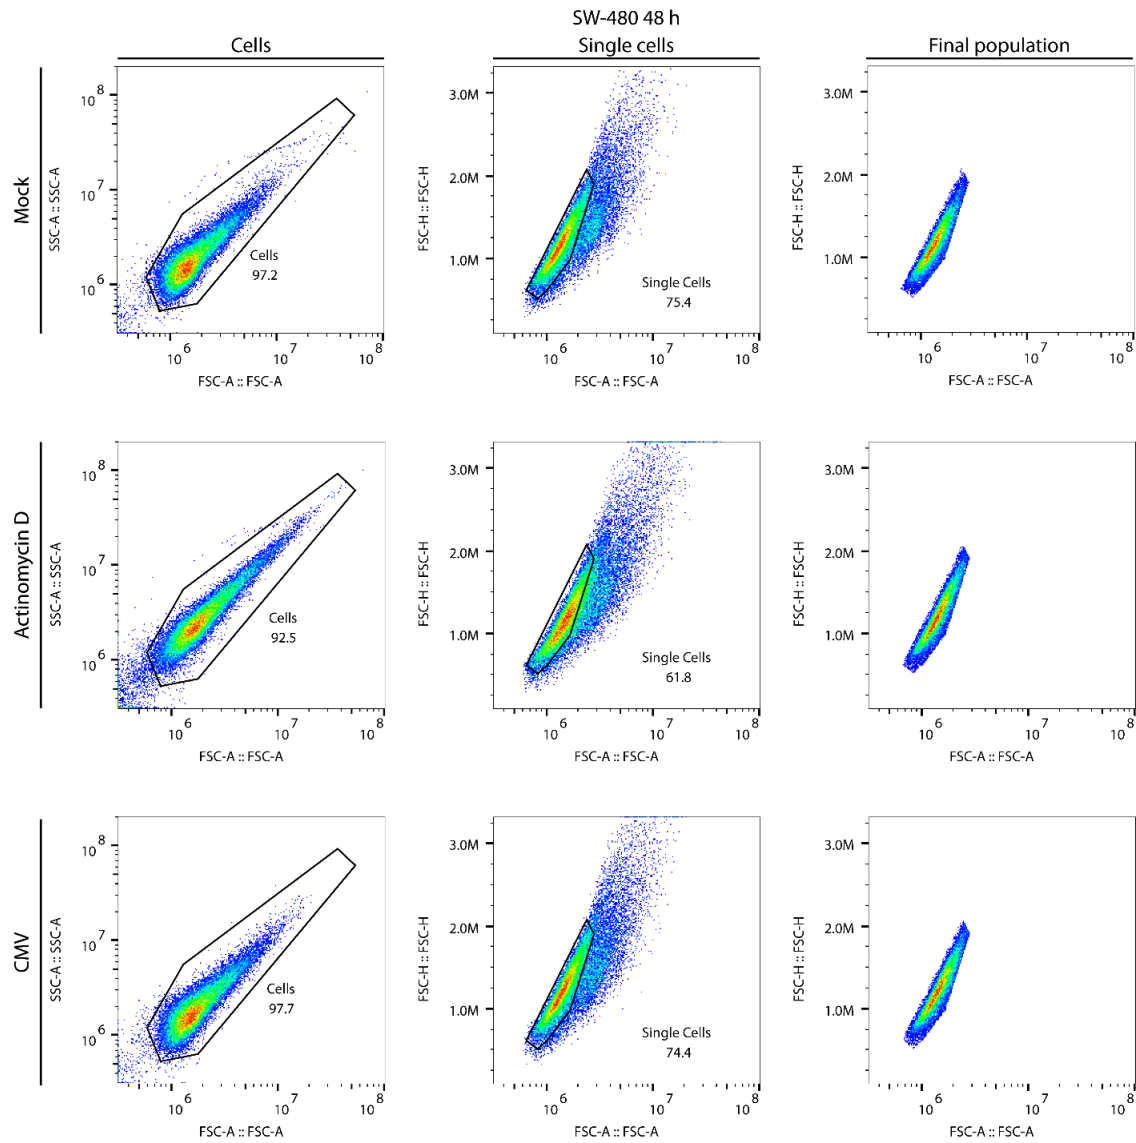 SW-480 48 h
Cells
Single cells
Final population
Mock
SSC-A :: SSC-A
10 8
10 7
10 6
Cells
97.2
10 6
10 7
10 8
FSC-A :: FSC-A
FSC-H :: FSC-H
3.0M
2.0M
1.0M
Single Cells
75.4
10 6
10 7
10 8
FSC-A :: FSC-A
FSC-H :: FSC-H
3.0M
2.0M
1.0M
10 6
10 7
10 8
FSC-A :: FSC-A
Actinomycin D
SSC-A :: SSC-A
10 8
10 7
10 6
Cells
92.5
10 6
10 7
10 8
FSC-A :: FSC-A
FSC-H :: FSC-H
3.0M
2.0M
1.0M
Single Cells
61.8
10 6
10 7
10 8
FSC-A :: FSC-A
FSC-H :: FSC-H
3.0M
2.0M
1.0M
10 6
10 7
10 8
FSC-A :: FSC-A
CMV
SSC-A :: SSC-A
10 8
10 7
10 6
Cells
97.7
10 6
10 7
10 8
FSC-A :: FSC-A
FSC-H :: FSC-H
3.0M
2.0M
1.0M
Single Cells
74.4
10 6
10 7
10 8
FSC-A :: FSC-A
FSC-H :: FSC-H
3.0M
2.0M
1.0M
10 6
10 7
10 8
FSC-A :: FSC-A